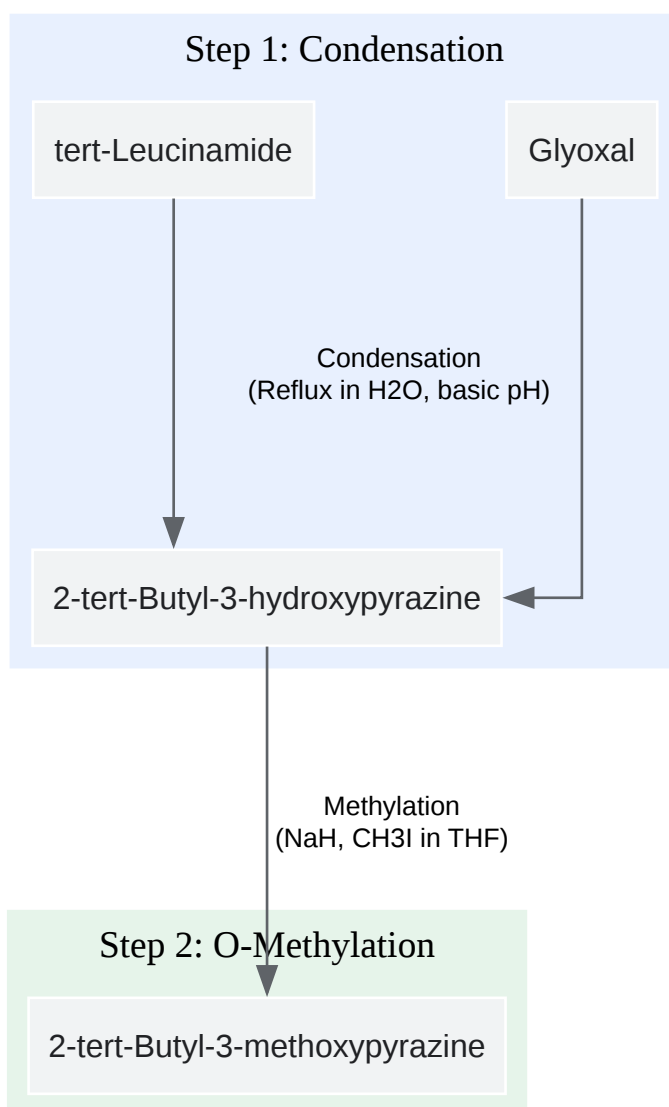 Step 1: Condensation
tert-Leucinamide
Glyoxal
Condensation
(Reflux in H2O, basic pH)
2-tert-Butyl-3-hydroxypyrazine
Methylation
(NaH, CH3I in THF)
Step 2: O-Methylation
2-tert-Butyl-3-methoxypyrazine